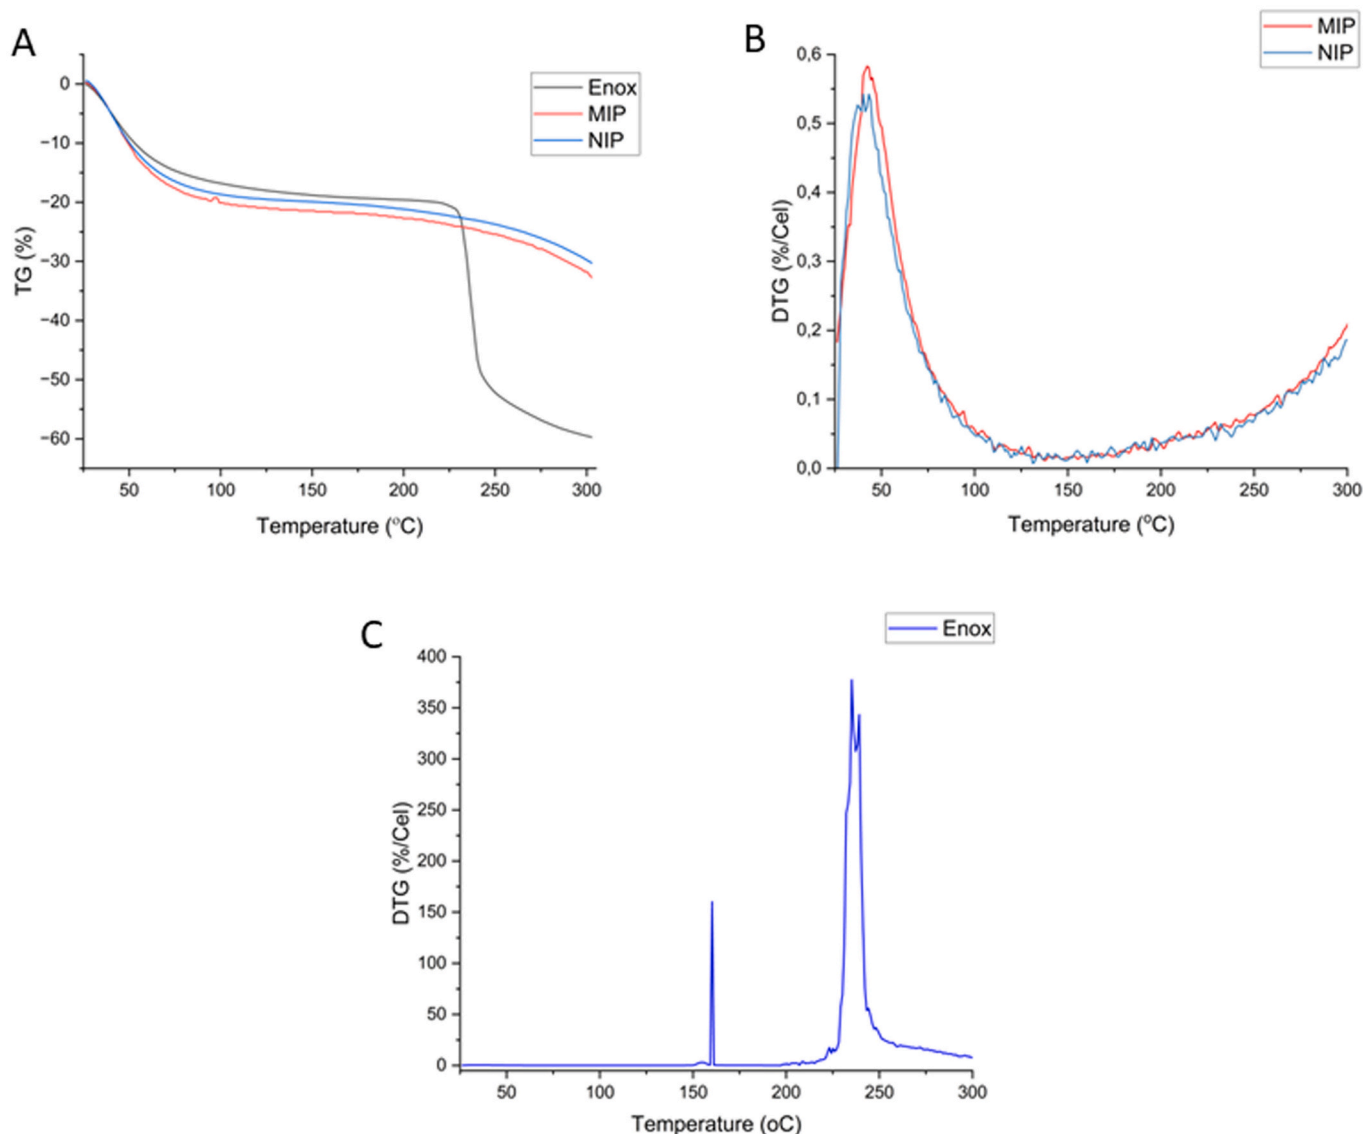 A
Enox
MIP
NIP
0
−10
−20
−30
−40
−50
−60
TG (%)
50
100
150
200
250
300
Temperature (°C)
B
MIP
NIP
0,6
0,5
0,4
0,3
0,2
0,1
0,0
DTG (%/Cel)
50
100
150
200
250
300
Temperature (°C)
C
Enox
400
350
300
250
200
150
100
50
0
DTG (%/Cel)
50
100
150
200
250
300
Temperature (oC)